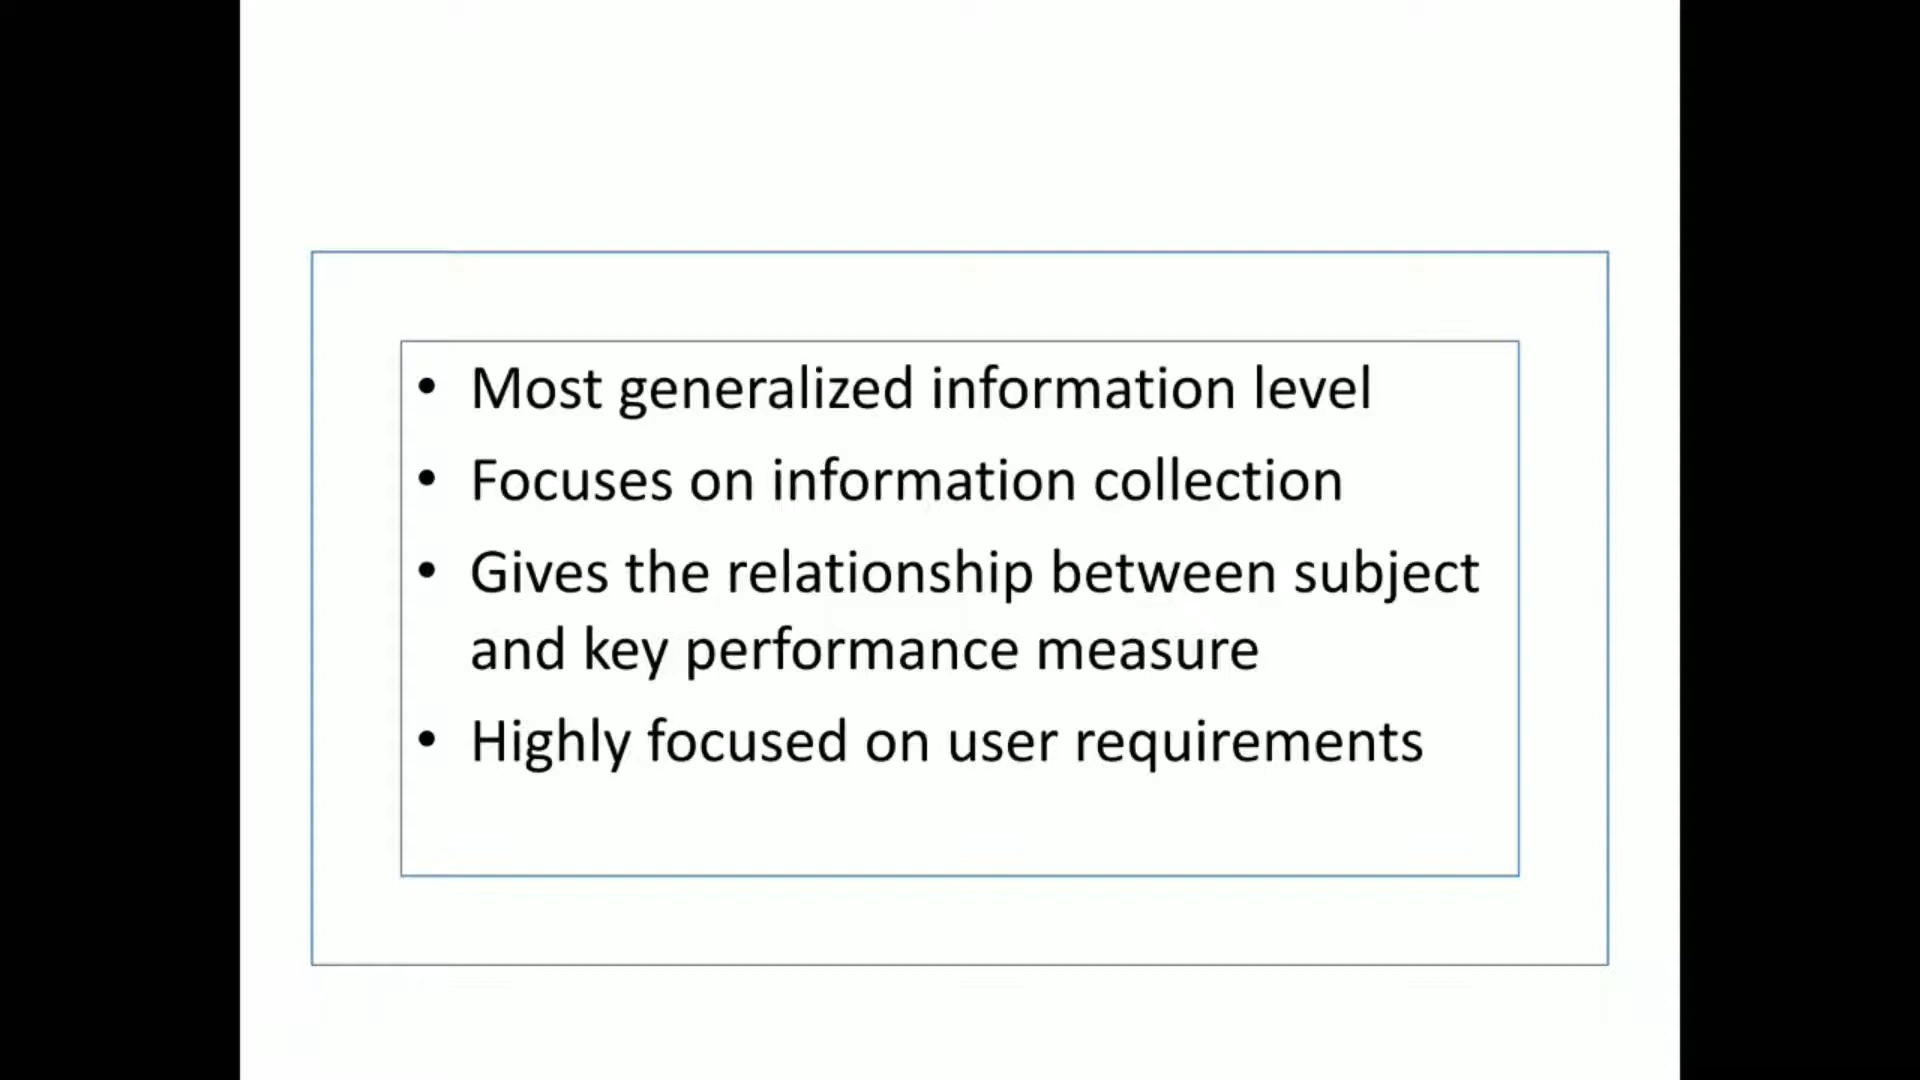 • Most generalized information level
• Focuses on information collection
• Gives the relationship between subject
and key performance measure
• Highly focused on user requirements